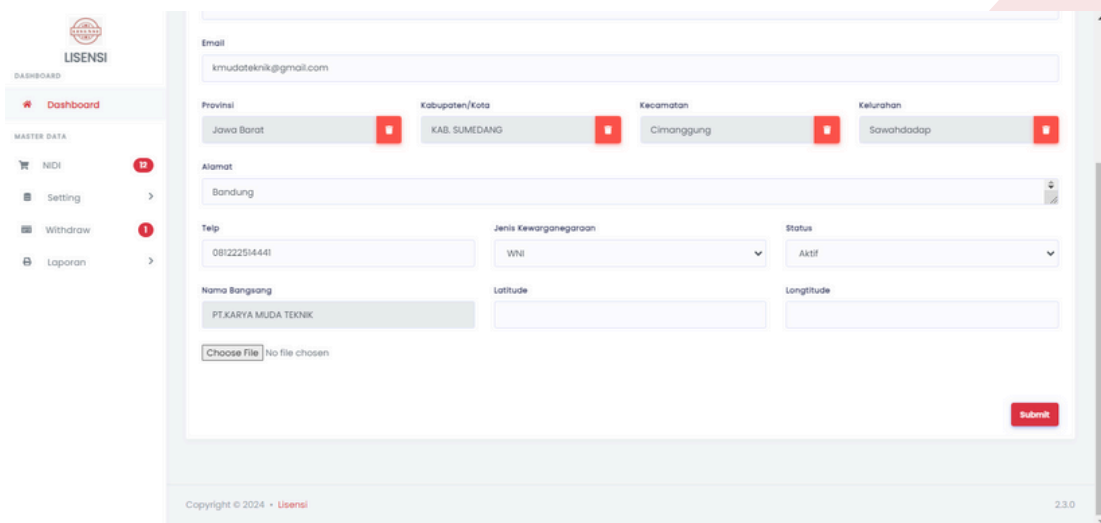 LISENSI
DASHBOARD
Dashboard
MASTER DATA
NIDI 12
Setting
Withdraw 1
Laporan
Email
kmudateknik@gmail.com
Provinsi Kabupaten/Kota Kecamatan Kelurahan
Jawa Barat KAB. SUMEDANG Cimanggung Sawahdadap
Alamat
Bandung
Telp Jenis Kewarganegaraan Status
081222514441 WNI Aktif
Nama Bangsang Latitude Longtitude
PT.KARYA MUDA TEKNIK
Choose File No file chosen
Submit
Copyright © 2024 • Lisensi 2.3.0